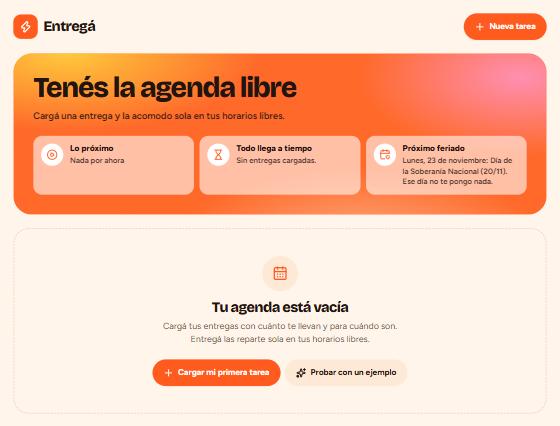 Entregá
Nueva tarea
Tenés la agenda libre
Cargá una entrega y la acomodo sola en tus horarios libres.
Lo próximo
Nada por ahora
Todo llega a tiempo
Sin entregas cargadas.
Próximo feriado
Lunes, 23 de noviembre: Día de
la Soberanía Nacional (20/11).
Ese día no te pongo nada.
Tu agenda está vacía
Cargá tus entregas con cuánto te llevan y para cuándo son.
Entregá las reparte sola en tus horarios libres.
Cargar mi primera tarea
Probar con un ejemplo